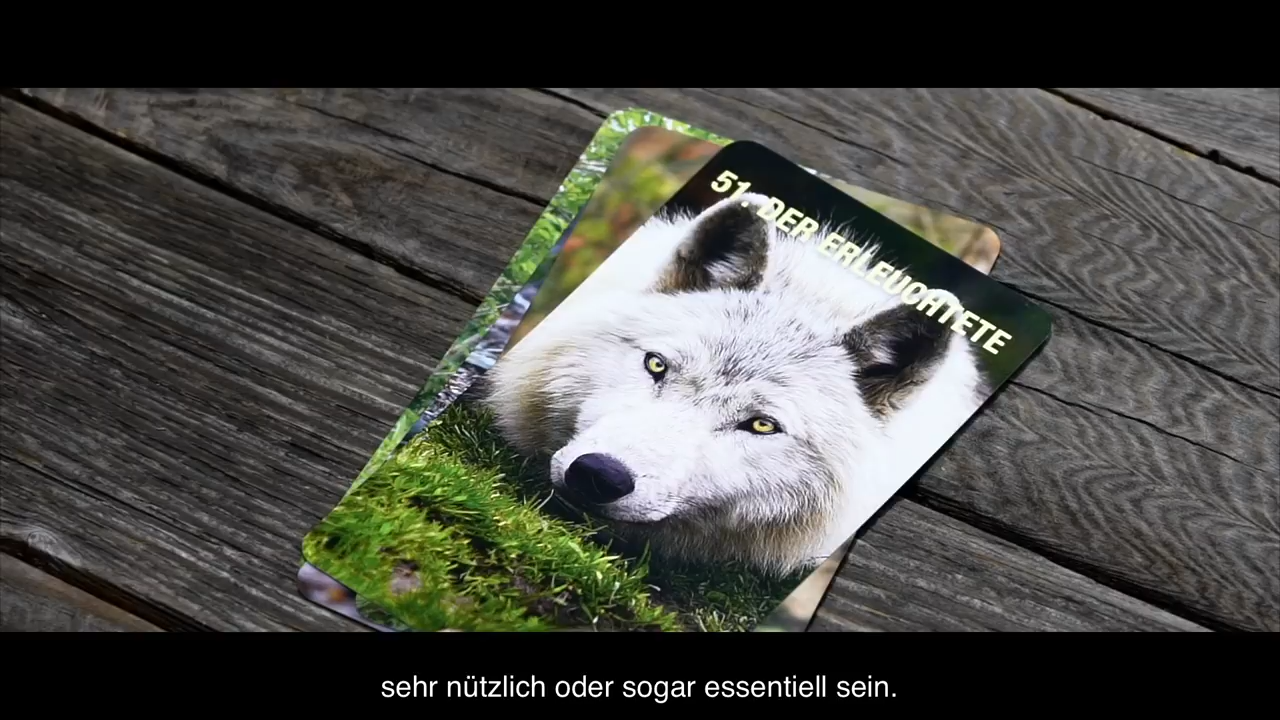 51. DER ERLEUCHTETE
sehr nützlich oder sogar essentiell sein.